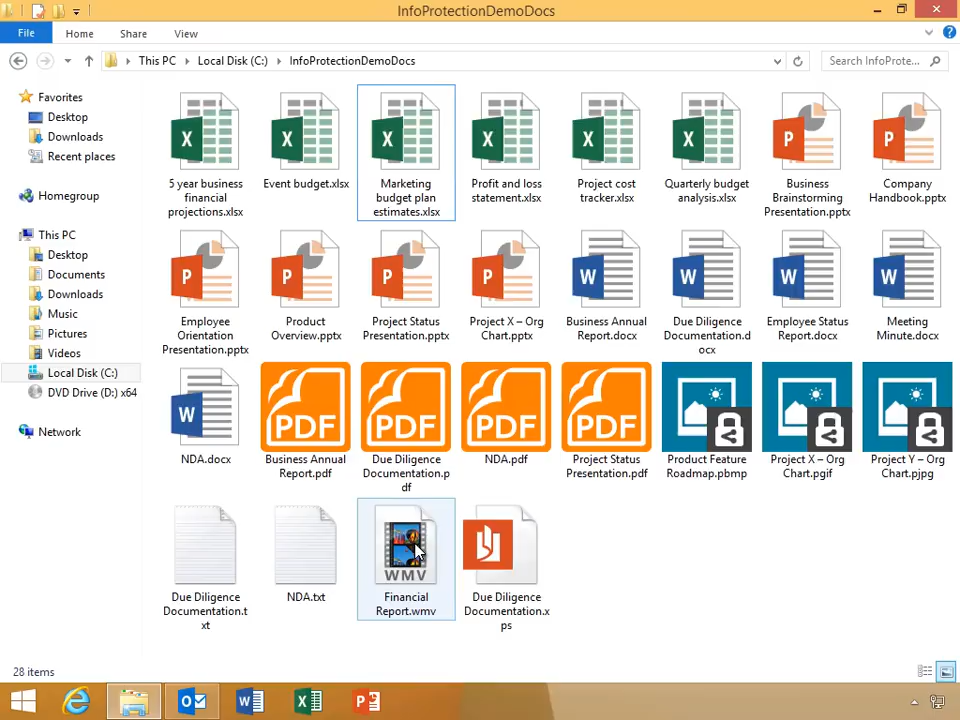 InfoProtectionDemoDocs
File Home Share View
This PC Local Disk (C:) InfoProtectionDemoDocs
Search InfoProte...
Favorites
Desktop
Downloads
Recent places
Homegroup
This PC
Desktop
Documents
Downloads
Music
Pictures
Videos
Local Disk (C:)
DVD Drive (D:) x64
Network
5 year business
financial
projections.xlsx
Event budget.xlsx
Marketing
budget plan
estimates.xlsx
Profit and loss
statement.xlsx
Project cost
tracker.xlsx
Quarterly budget
analysis.xlsx
Business
Brainstorming
Presentation.pptx
Company
Handbook.pptx
Employee
Orientation
Presentation.pptx
Product
Overview.pptx
Project Status
Presentation.pptx
Project X – Org
Chart.pptx
Business Annual
Report.docx
Due Diligence
Documentation.d
ocx
Employee Status
Report.docx
Meeting
Minute.docx
NDA.docx
PDF
Business Annual
Report.pdf
PDF
Due Diligence
Documentation.p
df
PDF
NDA.pdf
PDF
Project Status
Presentation.pdf
Product Feature
Roadmap.pbmp
Project X – Org
Chart.pgif
Project Y – Org
Chart.pjpg
Due Diligence
Documentation.t
xt
NDA.txt
WMV
Financial
Report.wmv
Due Diligence
Documentation.x
ps
28 items